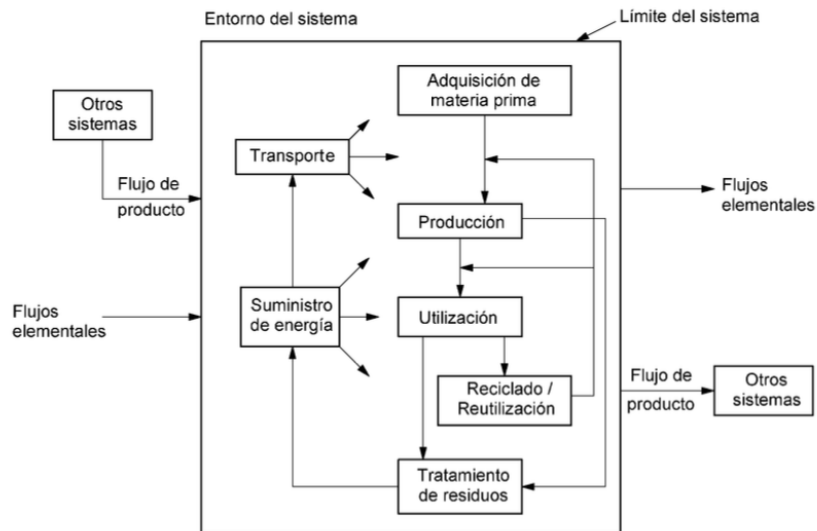 Entorno del sistema
Límite del sistema
Adquisición de
materia prima
Otros
sistemas
Transporte
Flujo de
producto
Flujos
elementales
Producción
Flujos
elementales
Suministro
de energía
Utilización
Reciclado /
Reutilización
Flujo de
producto
Otros
sistemas
Tratamiento
de residuos